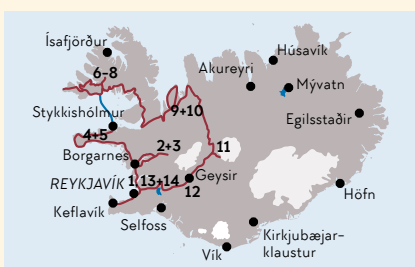 Ísafjörður
Húsavík
6–8
Akureyri
Mývatn
Stykkishólmur
9+10
Egilsstaðir
4+5
2+3
11
Borgarnes
REYKJAVÍK
1
13+14
Geysir
12
Höfn
Keflavík
Selfoss
Kirkjubæjar–
klaustur
Vík